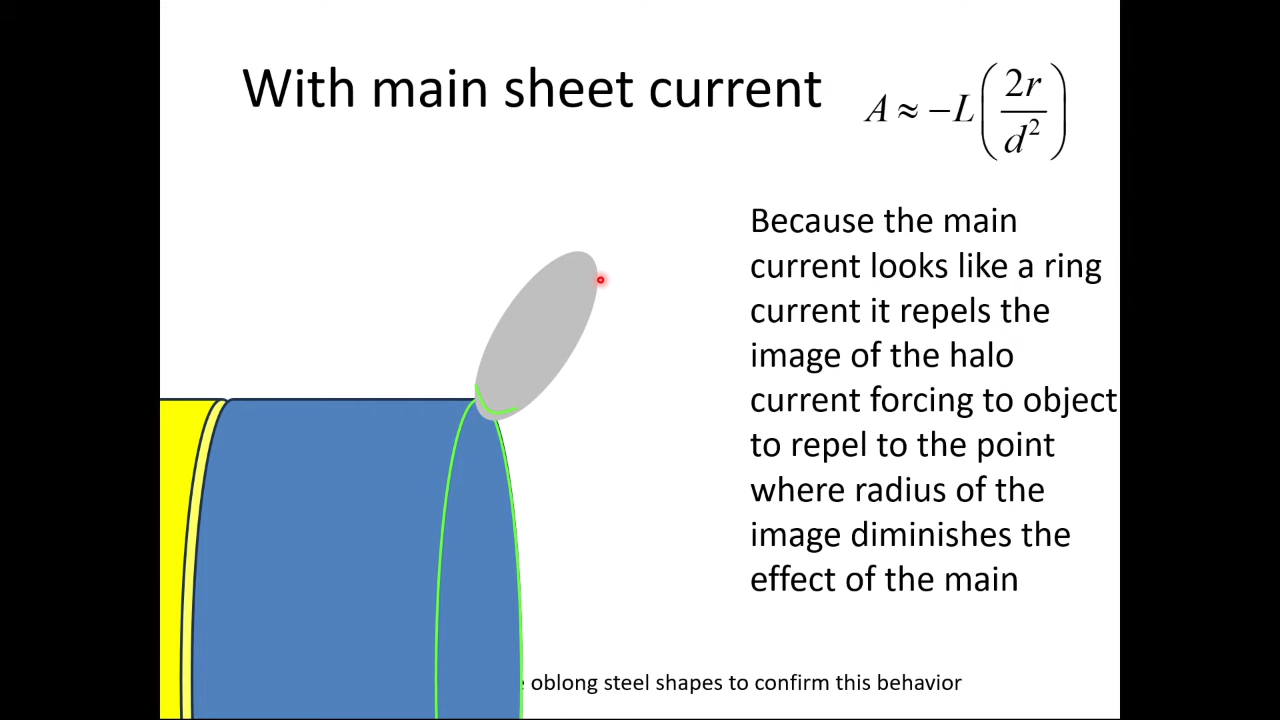 With main sheet current
A ≈ −L(2r/d²)
Because the main
current looks like a ring
current it repels the
image of the halo
current forcing to object
to repel to the point
where radius of the
image diminishes the
effect of the main
oblong steel shapes to confirm this behavior